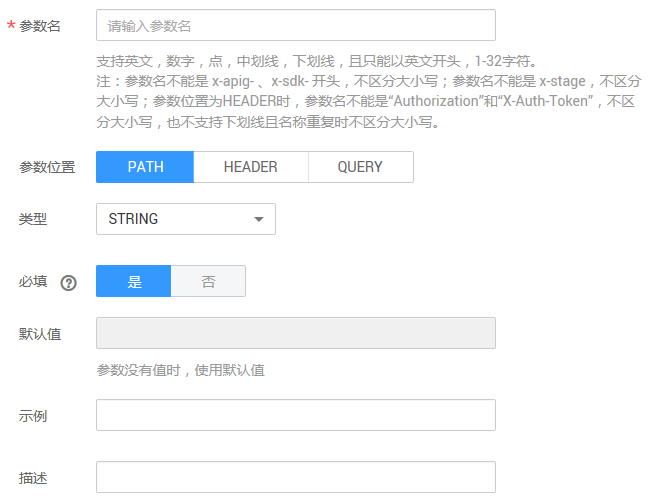 * 参数名 请输入参数名
支持英文，数字，点，中划线，下划线，且只能以英文开头，1-32字符。
注：参数名不能是 x-apig- 、x-sdk- 开头，不区分大小写；参数名不能是 x-stage，不区分
大小写；参数位置为HEADER时，参数名不能是“Authorization”和“X-Auth-Token”，不区
分大小写，也不支持下划线且名称重复时不区分大小写。
参数位置 PATH HEADER QUERY
类型 STRING
必填 ? 是 否
默认值
参数没有值时，使用默认值
示例
描述